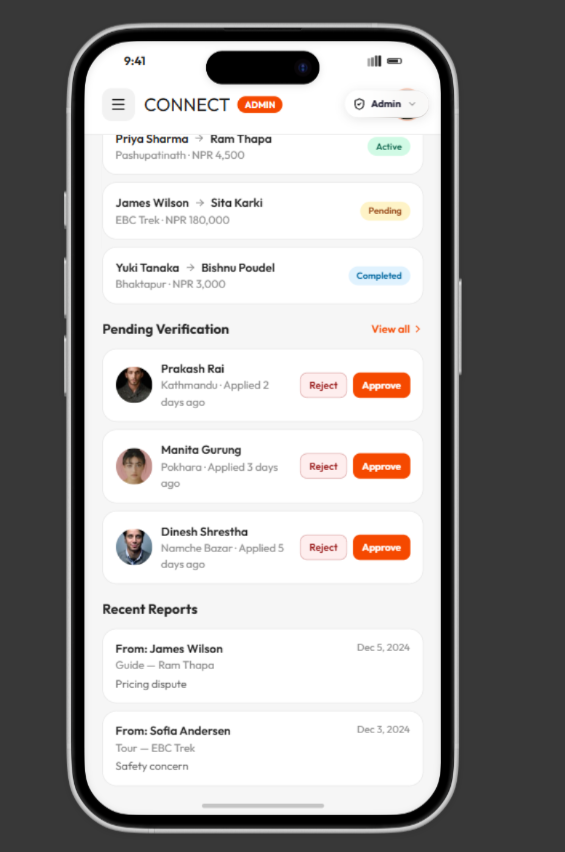 9:41
CONNECT ADMIN
Admin
Priya Sharma → Ram Thapa
Pashupatinath · NPR 4,500
Active
James Wilson → Sita Karki
EBC Trek · NPR 180,000
Pending
Yuki Tanaka → Bishnu Poudel
Bhaktapur · NPR 3,000
Completed
Pending Verification
View all >
Prakash Rai
Kathmandu · Applied 2
days ago
Reject
Approve
Manita Gurung
Pokhara · Applied 3 days
ago
Reject
Approve
Dinesh Shrestha
Namche Bazar · Applied 5
days ago
Reject
Approve
Recent Reports
From: James Wilson
Dec 5, 2024
Guide — Ram Thapa
Pricing dispute
From: Sofia Andersen
Dec 3, 2024
Tour — EBC Trek
Safety concern